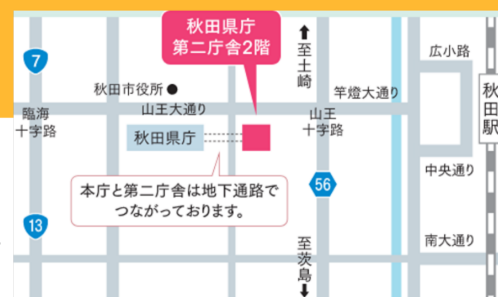 秋田県庁
第二庁舎2階
7
至土崎
広小路
秋田市役所
竿燈大通り
秋田駅
山王大通り
臨海
十字路
山王
十字路
秋田県庁
中央通り
本庁と第二庁舎は地下通路で
つながっております。
56
13
南大通り
至茨島